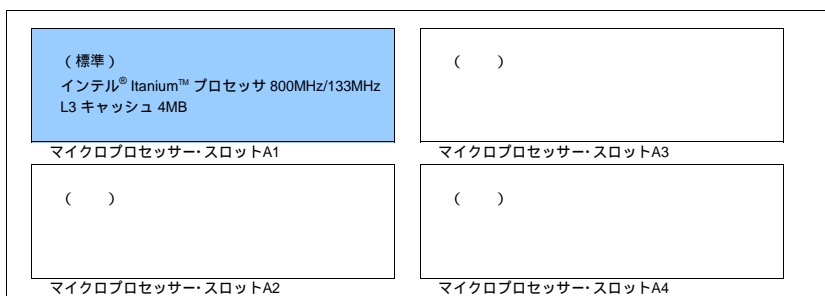 （標準）
インテル® Itanium™ プロセッサ 800MHz/133MHz
L3 キャッシュ 4MB
マイクロプロセッサー・スロットA1
（　　）
マイクロプロセッサー・スロットA3
（　　）
マイクロプロセッサー・スロットA2
（　　）
マイクロプロセッサー・スロットA4